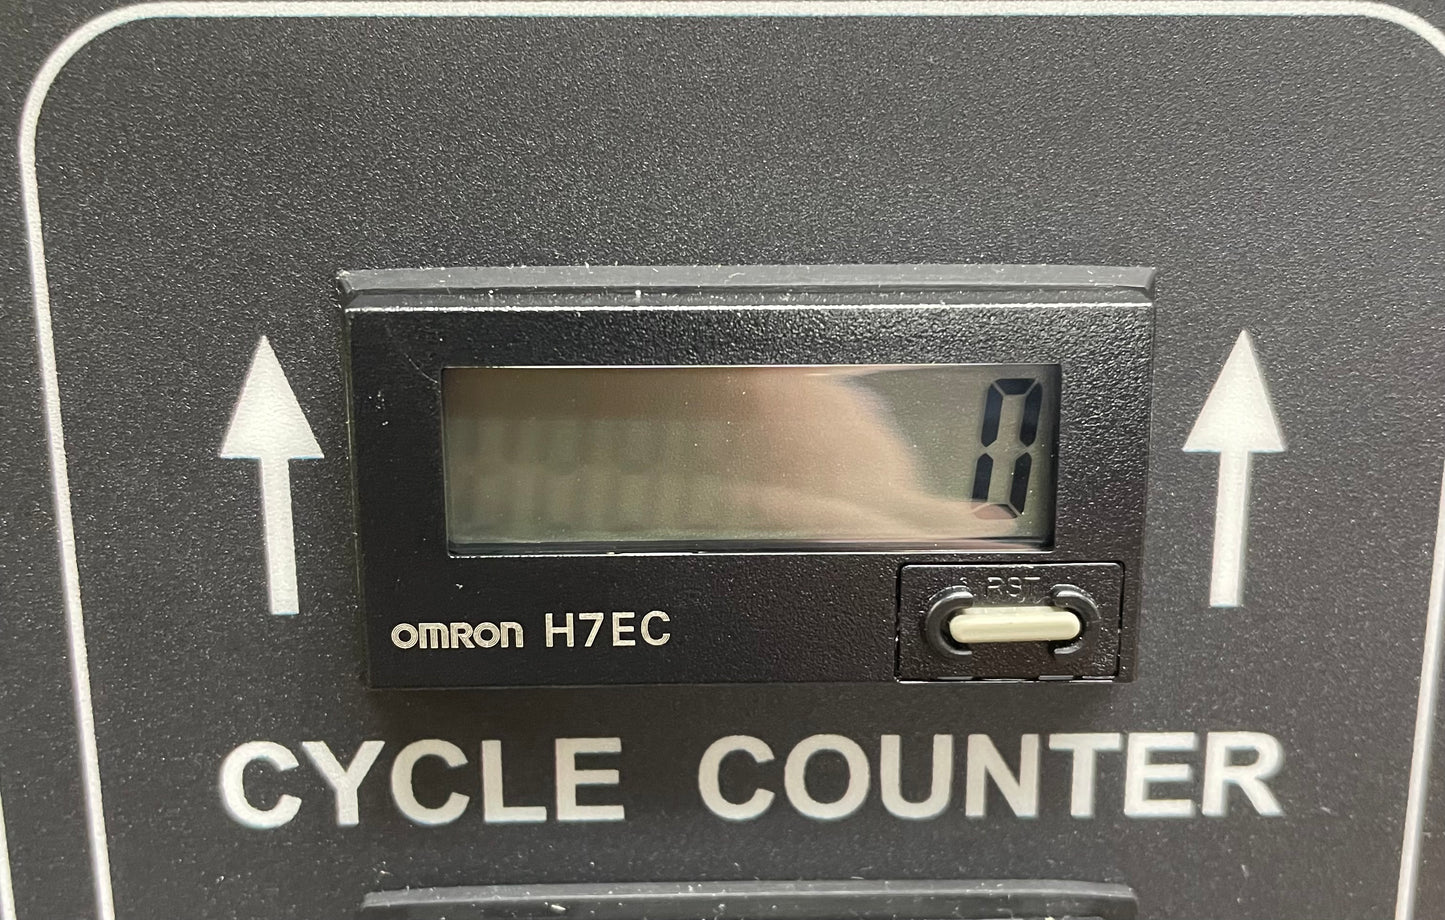 0
RST
omron H7EC
CYCLE COUNTER